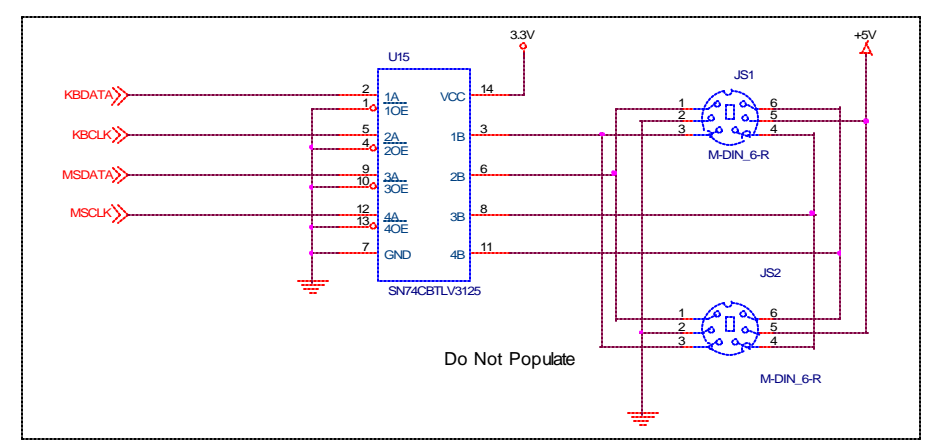 3.3V
+5V
U15
JS1
KBDATA 2 1A VCC 14 1 6
1 1OE 2 5
KBCLK 5 2A 1B 3 3 4
4 2OE M-DIN_6-R
MSDATA 9 3A 2B 6
10 3OE
MSCLK 12 4A 3B 8
13 4OE
7 GND 4B 11
JS2
SN74CBTLV3125
1 6
2 5
3 4
Do Not Populate
M-DIN_6-R